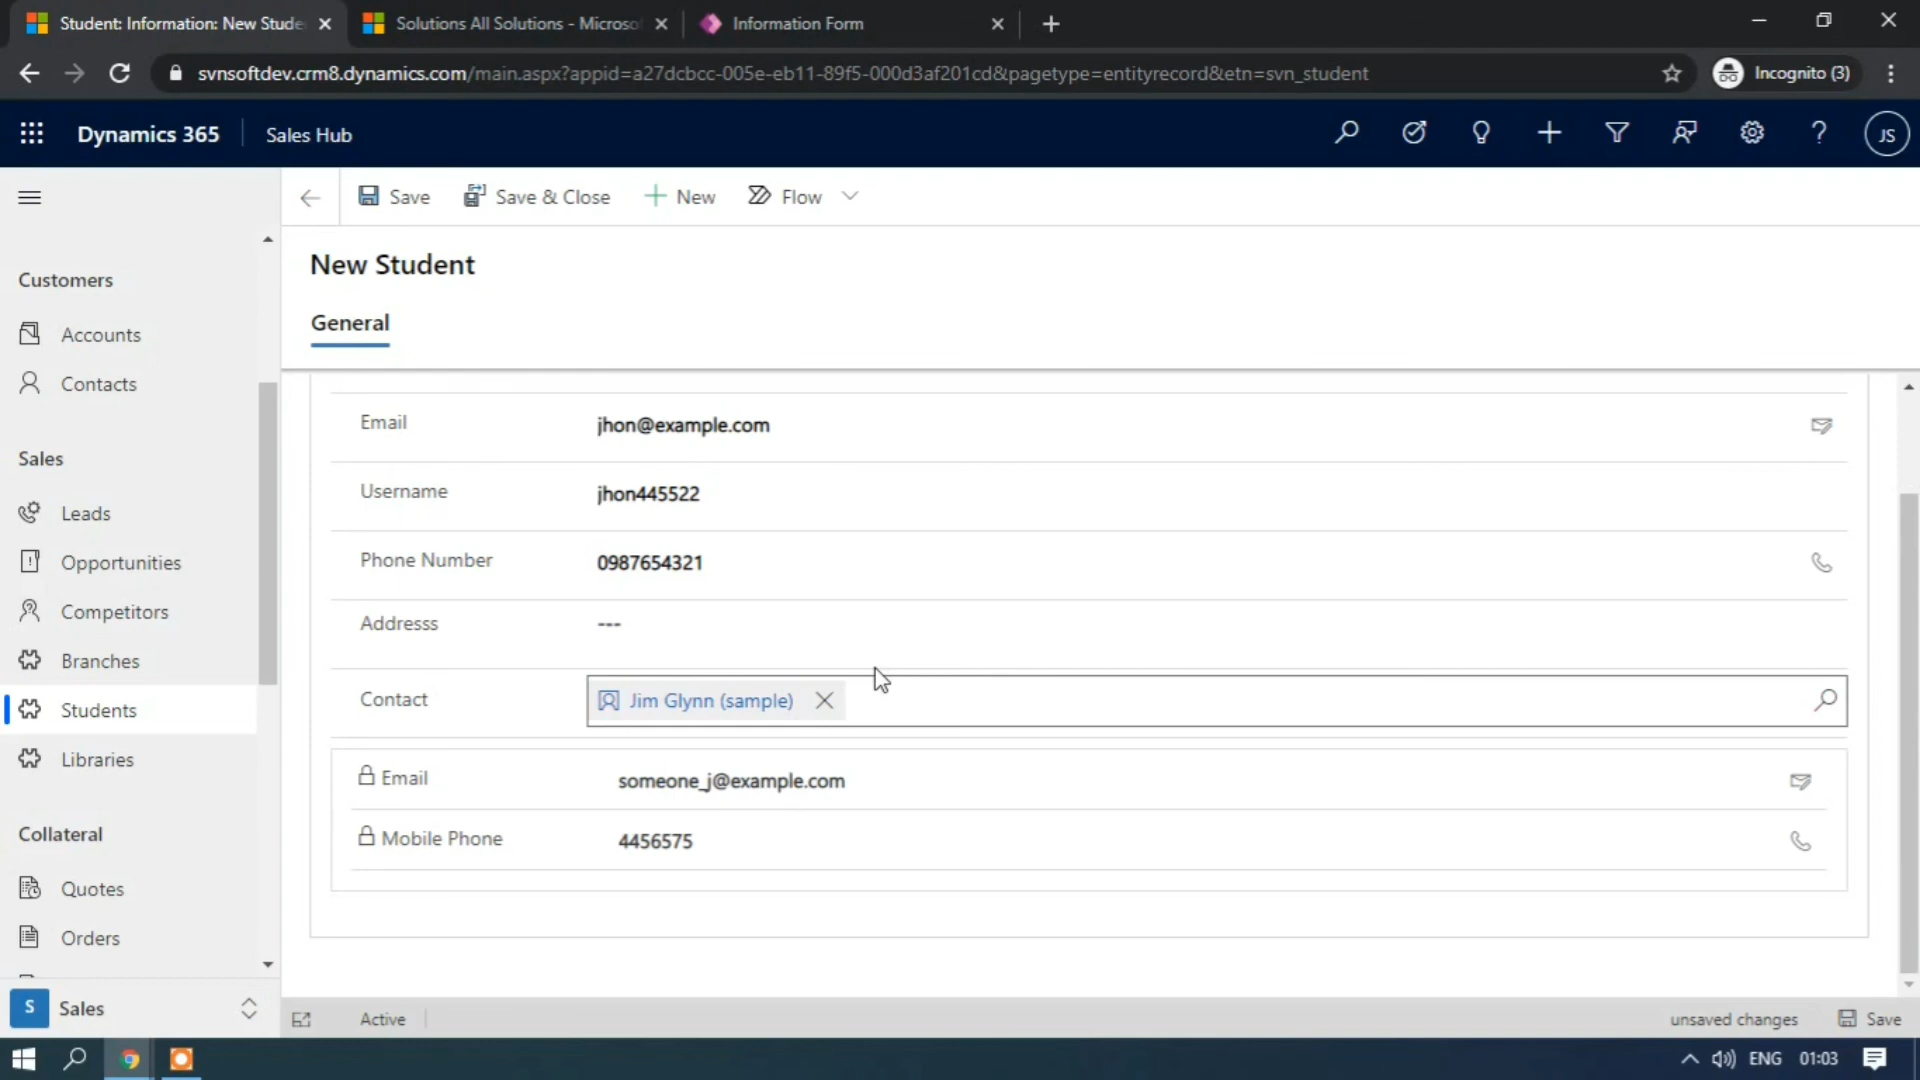 Student: Information: New Stude
Solutions All Solutions - Microso
Information Form
svnsoftdev.crm8.dynamics.com/main.aspx?appid=a27dcbcc-005e-eb11-89f5-000d3af201cd&pagetype=entityrecord&etn=svn_student
Incognito (3)
Dynamics 365
Sales Hub
JS
Save
Save & Close
New
Flow
New Student
General
Customers
Accounts
Contacts
Sales
Leads
Opportunities
Competitors
Branches
Students
Libraries
Collateral
Quotes
Orders
S Sales
Email jhon@example.com
Username jhon445522
Phone Number 0987654321
Addresss ---
Contact Jim Glynn (sample)
Email someone_j@example.com
Mobile Phone 4456575
Active
unsaved changes
Save
ENG 01:03